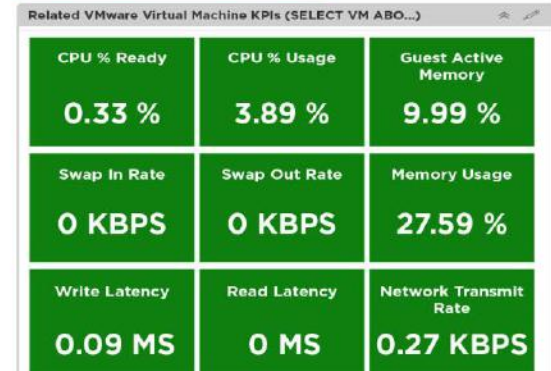 Related VMware Virtual Machine KPIs (SELECT VM ABO...)
CPU % Ready
0.33 %
CPU % Usage
3.89 %
Guest Active
Memory
9.99 %
Swap In Rate
0 KBPS
Swap Out Rate
0 KBPS
Memory Usage
27.59 %
Write Latency
0.09 MS
Read Latency
0 MS
Network Transmit
Rate
0.27 KBPS